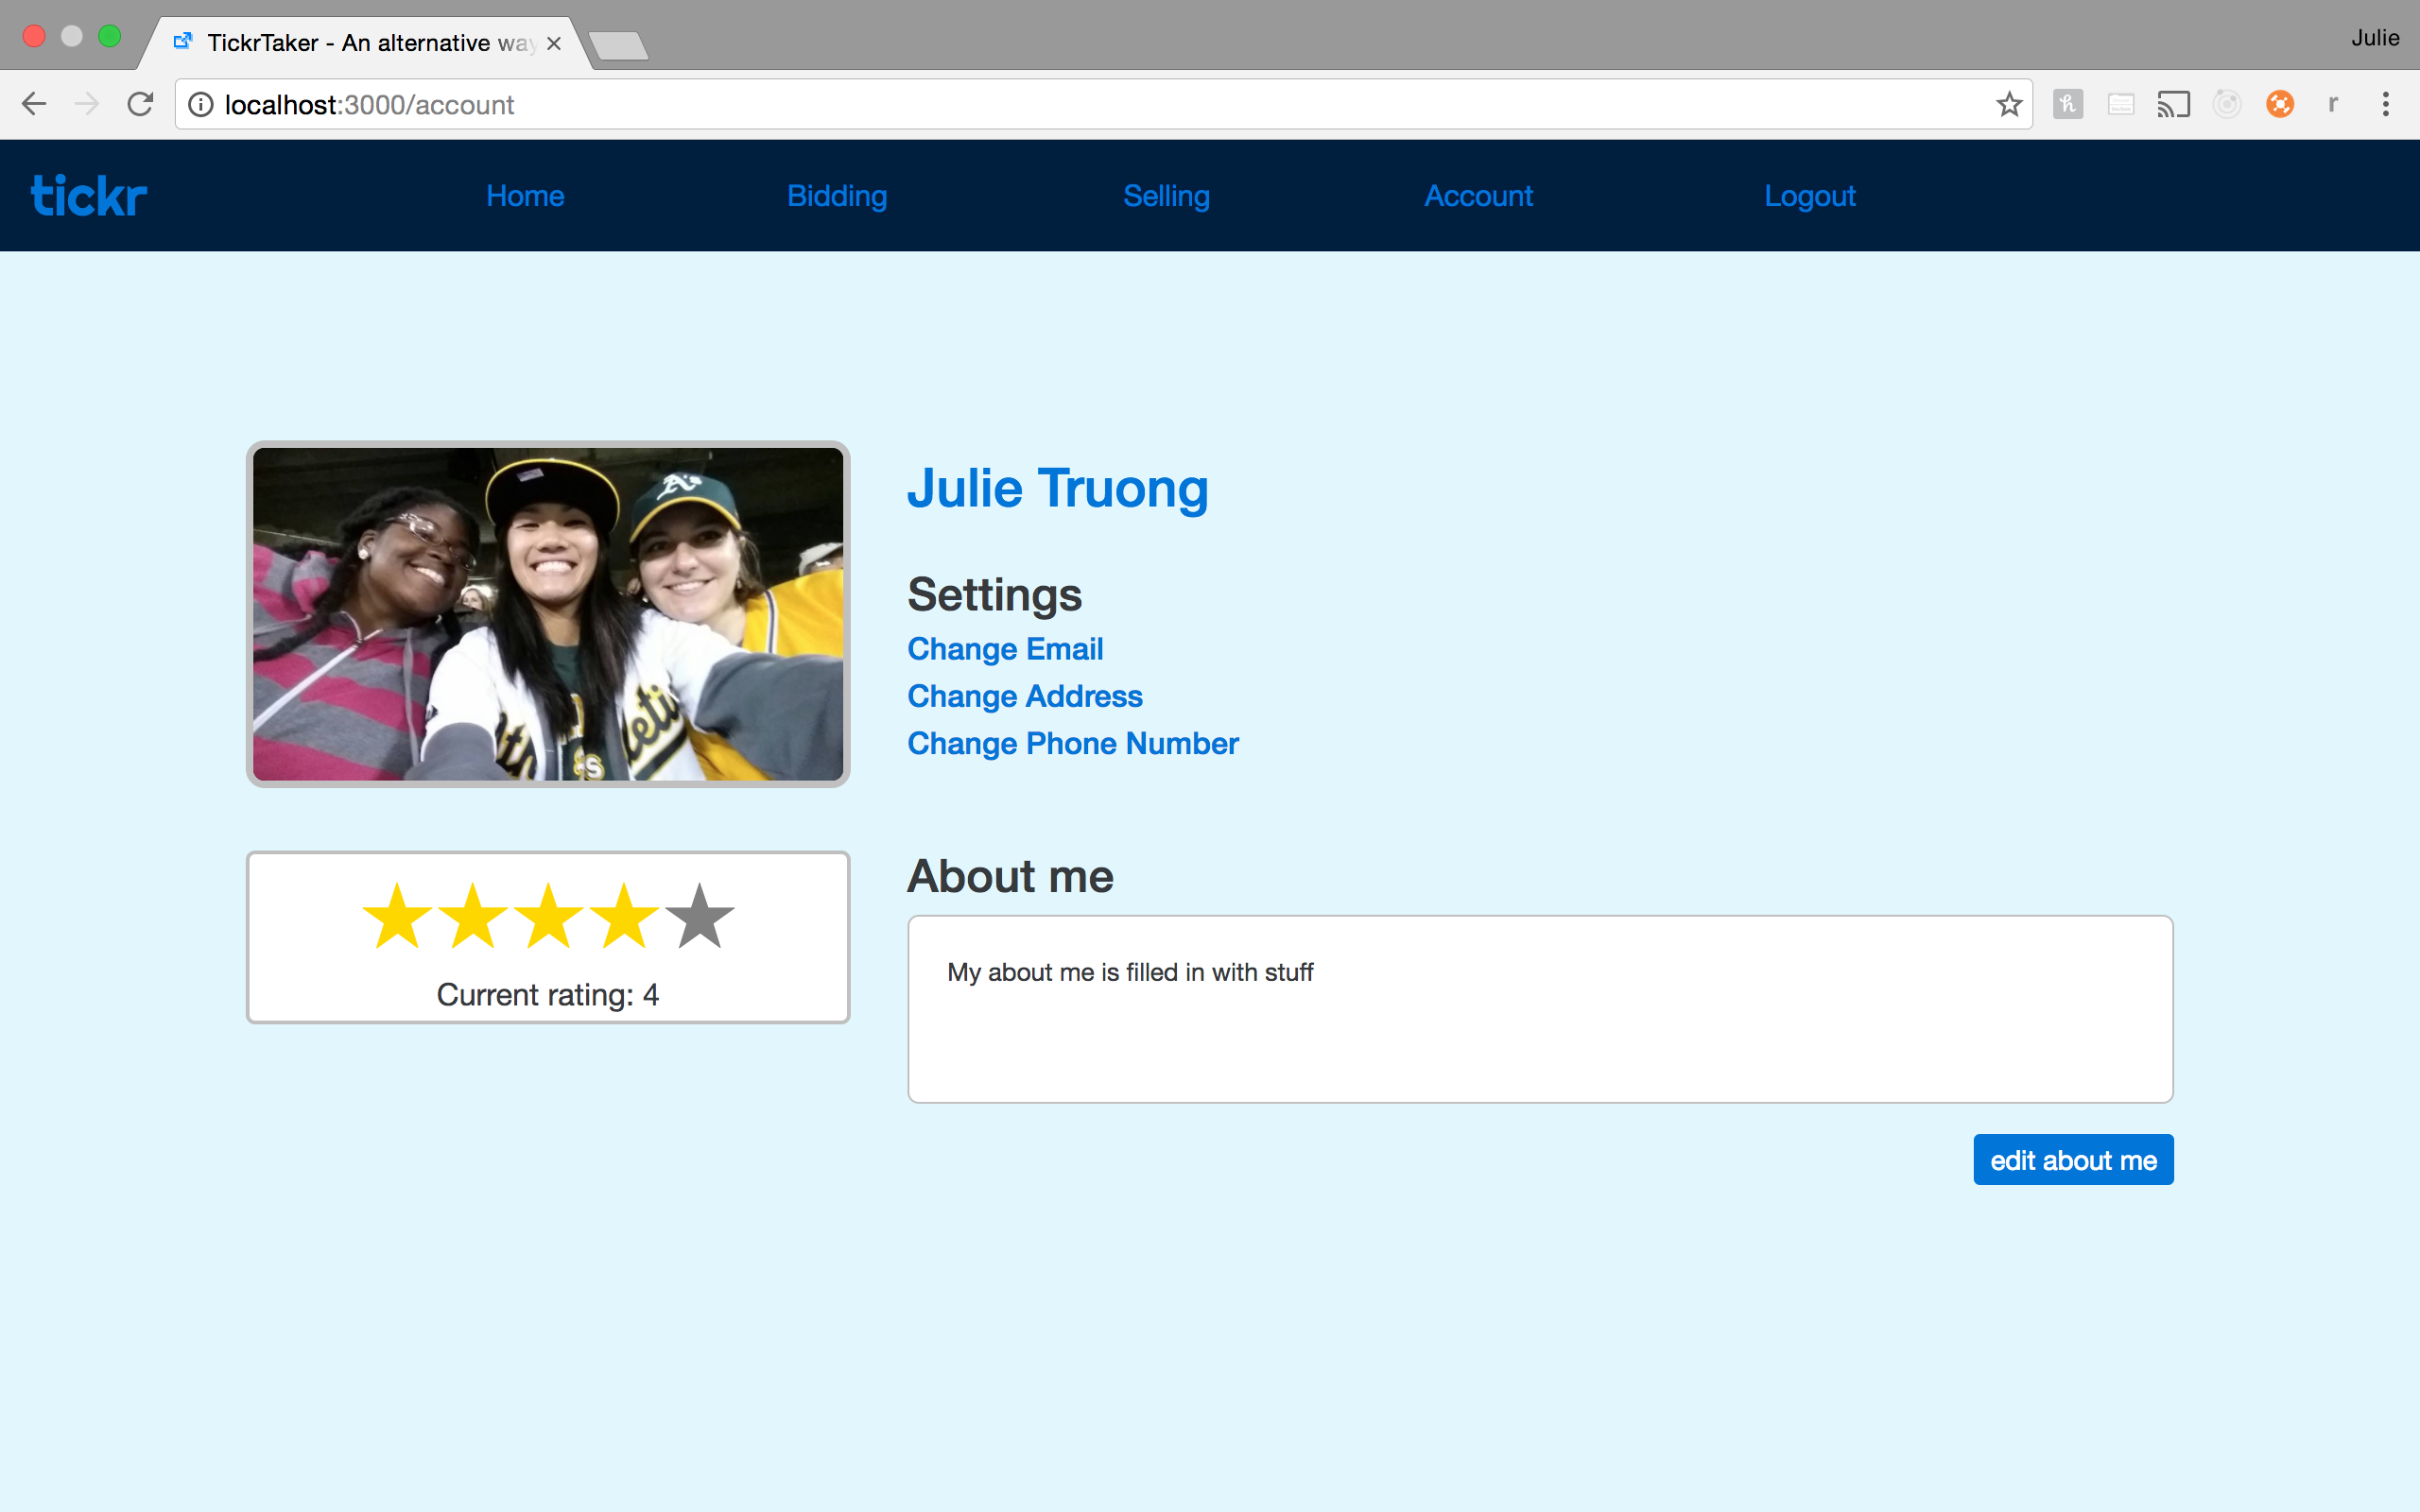 TickrTaker - An alternative way
Julie
localhost:3000/account
r
tickr
Home
Bidding
Selling
Account
Logout
A's
Julie Truong
Settings
Change Email
Change Address
Change Phone Number
Current rating: 4
About me
My about me is filled in with stuff
edit about me